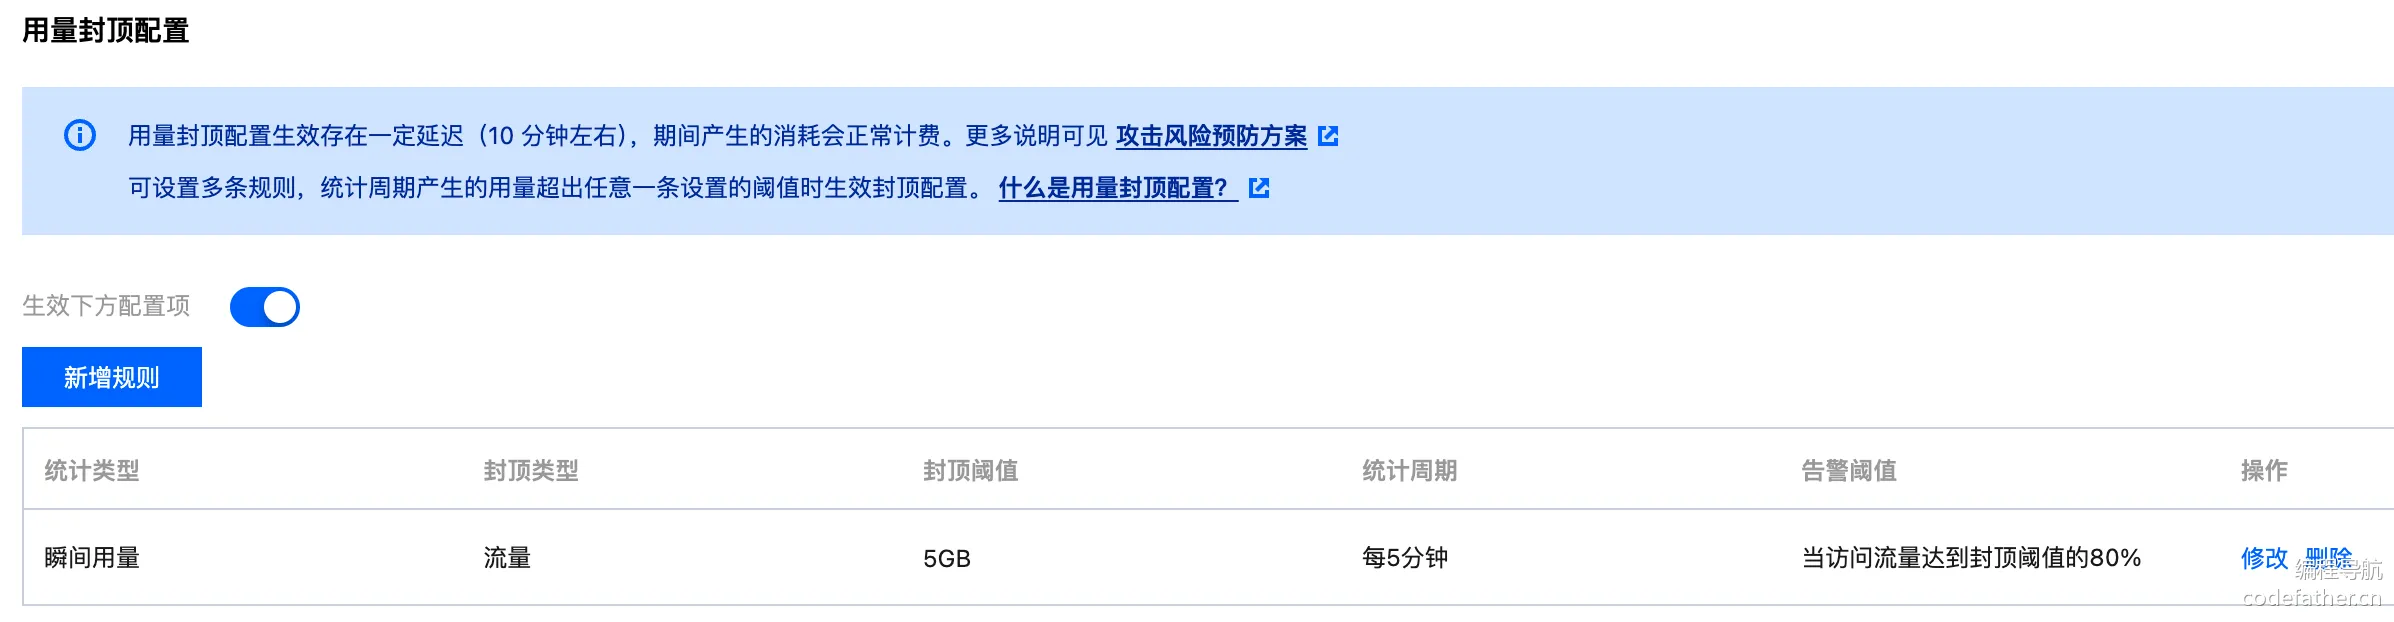 用量封顶配置
用量封顶配置生效存在一定延迟（10 分钟左右），期间产生的消耗会正常计费。更多说明可见 攻击风险预防方案
可设置多条规则，统计周期产生的用量超出任意一条设置的阈值时生效封顶配置。 什么是用量封顶配置？
生效下方配置项
新增规则
统计类型 封顶类型 封顶阈值 统计周期 告警阈值 操作
瞬间用量 流量 5GB 每5分钟 当访问流量达到封顶阈值的80% 修改 删除
编程导航
codefather.cn